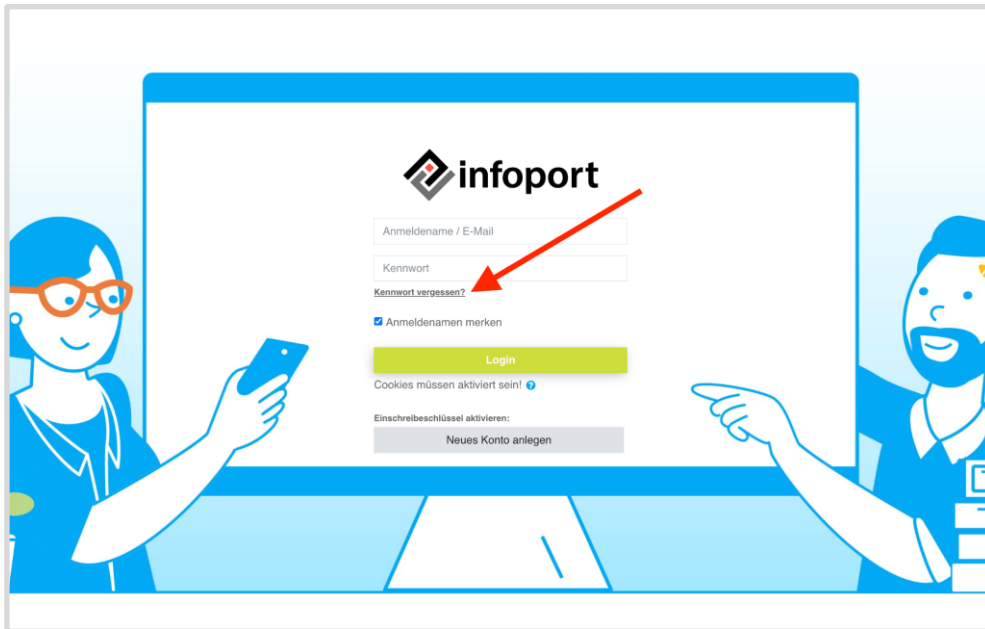 infoport
Anmeldename / E-Mail
Kennwort
Kennwort vergessen?
Anmeldenamen merken
Login
Cookies müssen aktiviert sein! ?
Einschreibeschlüssel aktivieren:
Neues Konto anlegen